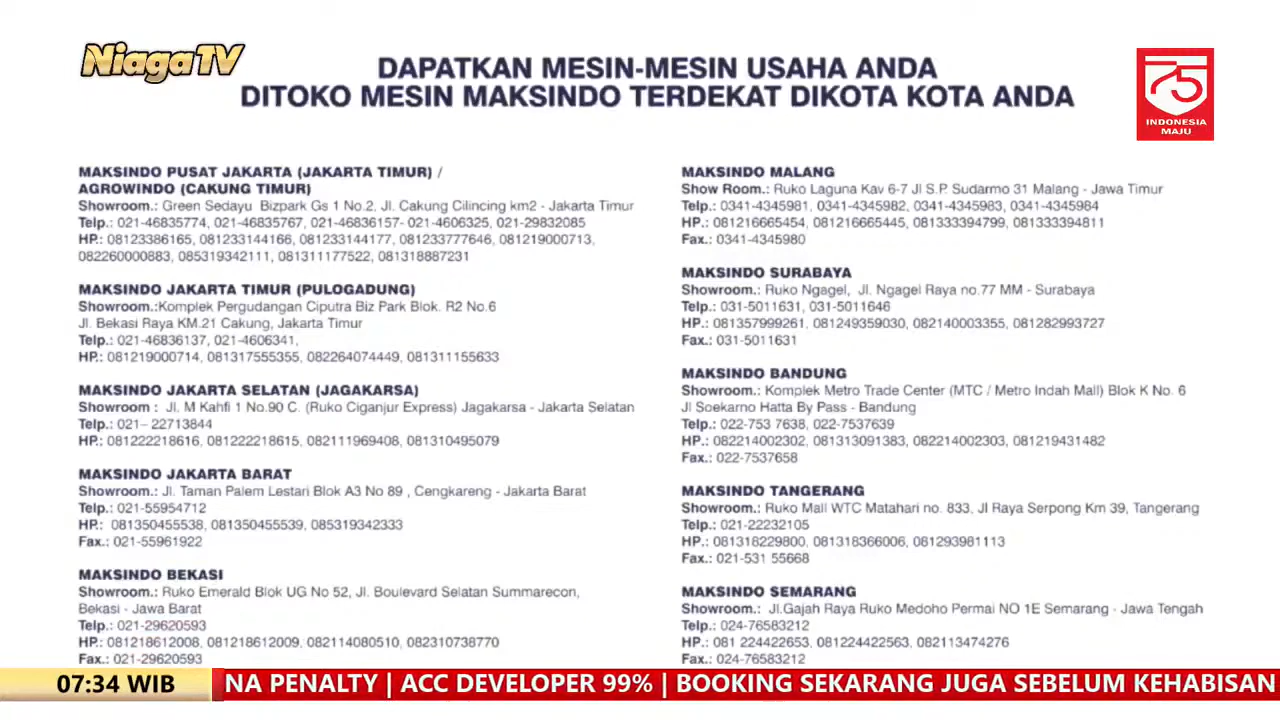 NiagaTV
DAPATKAN MESIN-MESIN USAHA ANDA
DITOKO MESIN MAKSINDO TERDEKAT DIKOTA KOTA ANDA
75
INDONESIA
MAJU
MAKSINDO PUSAT JAKARTA (JAKARTA TIMUR) /
AGROWINDO (CAKUNG TIMUR)
Showroom.: Green Sedayu Bizpark Gs 1 No.2, Jl. Cakung Cilincing km2 - Jakarta Timur
Telp.: 021-46835774, 021-46835767, 021-46836157- 021-4606325, 021-29832085
HP.: 08123386165, 081233144166, 081233144177, 081233777646, 081219000713,
082260000883, 085319342111, 081311177522, 081318887231
MAKSINDO JAKARTA TIMUR (PULOGADUNG)
Showroom.:Komplek Pergudangan Ciputra Biz Park Blok. R2 No.6
Jl. Bekasi Raya KM.21 Cakung, Jakarta Timur
Telp.: 021-46836137, 021-4606341,
HP.: 081219000714, 081317555355, 082264074449, 081311155633
MAKSINDO JAKARTA SELATAN (JAGAKARSA)
Showroom : Jl. M Kahfi 1 No.90 C. (Ruko Ciganjur Express) Jagakarsa - Jakarta Selatan
Telp.: 021– 22713844
HP.: 081222218616, 081222218615, 082111969408, 081310495079
MAKSINDO JAKARTA BARAT
Showroom.: Jl. Taman Palem Lestari Blok A3 No 89 , Cengkareng - Jakarta Barat
Telp.: 021-55954712
HP.: 081350455538, 081350455539, 085319342333
Fax.: 021-55961922
MAKSINDO BEKASI
Showroom.: Ruko Emerald Blok UG No 52, Jl. Boulevard Selatan Summarecon,
Bekasi - Jawa Barat
Telp.: 021-29620593
HP.: 081218612008, 081218612009, 082114080510, 082310738770
Fax.: 021-29620593
MAKSINDO MALANG
Show Room.: Ruko Laguna Kav 6-7 Jl S.P. Sudarmo 31 Malang - Jawa Timur
Telp.: 0341-4345981, 0341-4345982, 0341-4345983, 0341-4345984
HP.: 081216665454, 081216665445, 081333394799, 081333394811
Fax.: 0341-4345980
MAKSINDO SURABAYA
Showroom.: Ruko Ngagel, Jl. Ngagel Raya no.77 MM - Surabaya
Telp.: 031-5011631, 031-5011646
HP.: 081357999261, 081249359030, 082140003355, 081282993727
Fax.: 031-5011631
MAKSINDO BANDUNG
Showroom.: Komplek Metro Trade Center (MTC / Metro Indah Mall) Blok K No. 6
Jl Soekarno Hatta By Pass - Bandung
Telp.: 022-753 7638, 022-7537639
HP.: 082214002302, 081313091383, 082214002303, 081219431482
Fax.: 022-7537658
MAKSINDO TANGERANG
Showroom.: Ruko Mall WTC Matahari no. 833, Jl Raya Serpong Km 39, Tangerang
Telp.: 021-22232105
HP.: 081318229800, 081318366006, 081293981113
Fax.: 021-531 55668
MAKSINDO SEMARANG
Showroom.: Jl.Gajah Raya Ruko Medoho Permai NO 1E Semarang - Jawa Tengah
Telp.: 024-76583212
HP.: 081 224422653, 081224422563, 082113474276
Fax.: 024-76583212
07:34 WIB
NA PENALTY | ACC DEVELOPER 99% | BOOKING SEKARANG JUGA SEBELUM KEHABISAN